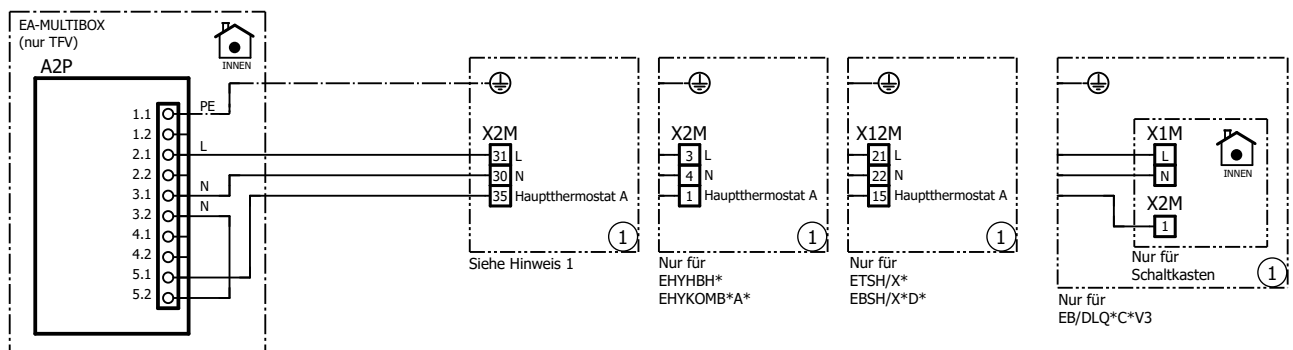 EA-MULTIBOX
(nur TFV)
INNEN
A2P
1.1
1.2
2.1
2.2
3.1
3.2
4.1
4.2
5.1
5.2
PE
L
N
N
X2M
31 L
30 N
35 Hauptthermostat A
1
Siehe Hinweis 1
X2M
3 L
4 N
1 Hauptthermostat A
1
Nur für
EHYHBH*
EHYKOMB*A*
X12M
21 L
22 N
15 Hauptthermostat A
1
Nur für
ETSH/X*
EBSH/X*D*
X1M
L
N
INNEN
X2M
1
Nur für
Schaltkasten
1
Nur für
EB/DLQ*C*V3